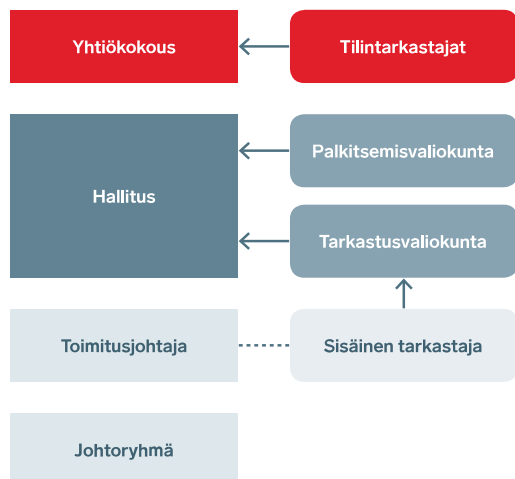 Yhtiökokous
Tilintarkastajat
Hallitus
Palkitsemisvaliokunta
Tarkastusvaliokunta
Toimitusjohtaja
Sisäinen tarkastaja
Johtoryhmä